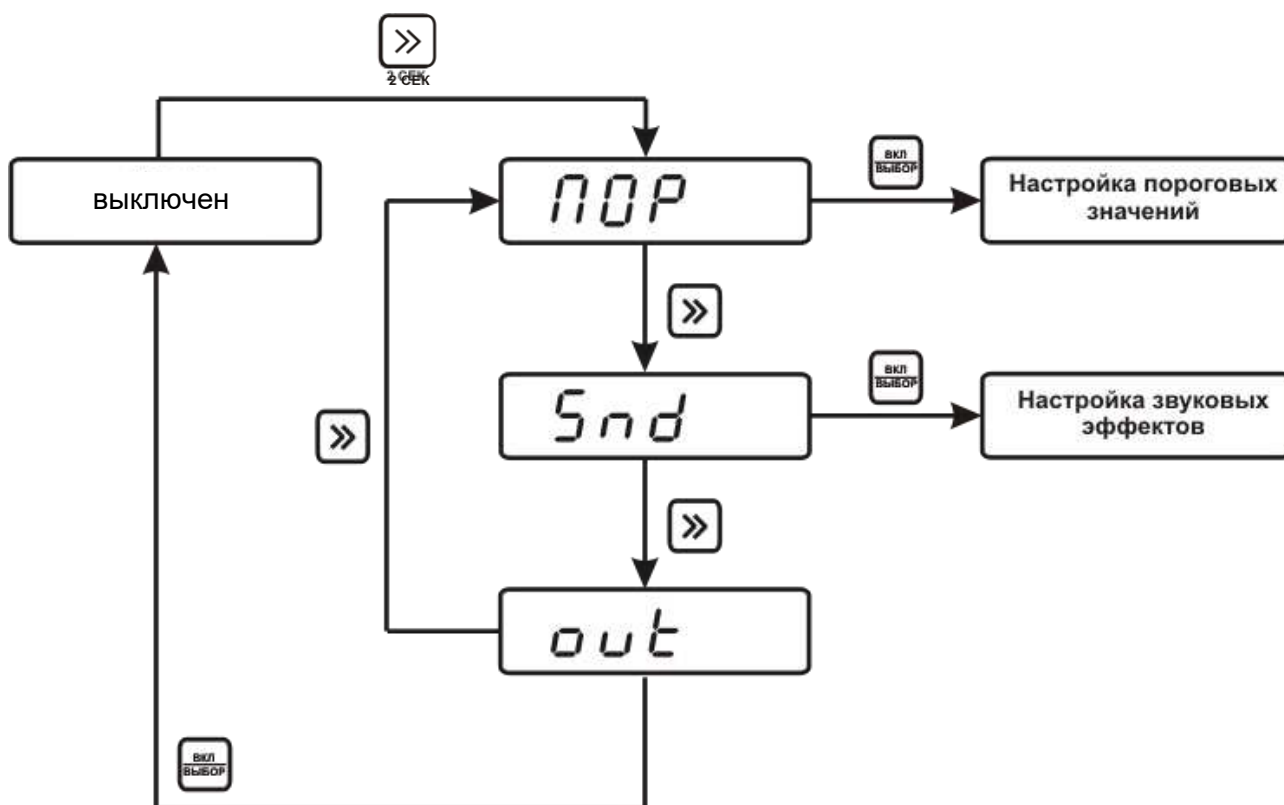 »
2 СЕК
выключен
ПОР
ВКЛ
ВЫБОР
Настройка пороговых
значений
»
Snd
ВКЛ
ВЫБОР
Настройка звуковых
эффектов
»
»
out
ВКЛ
ВЫБОР